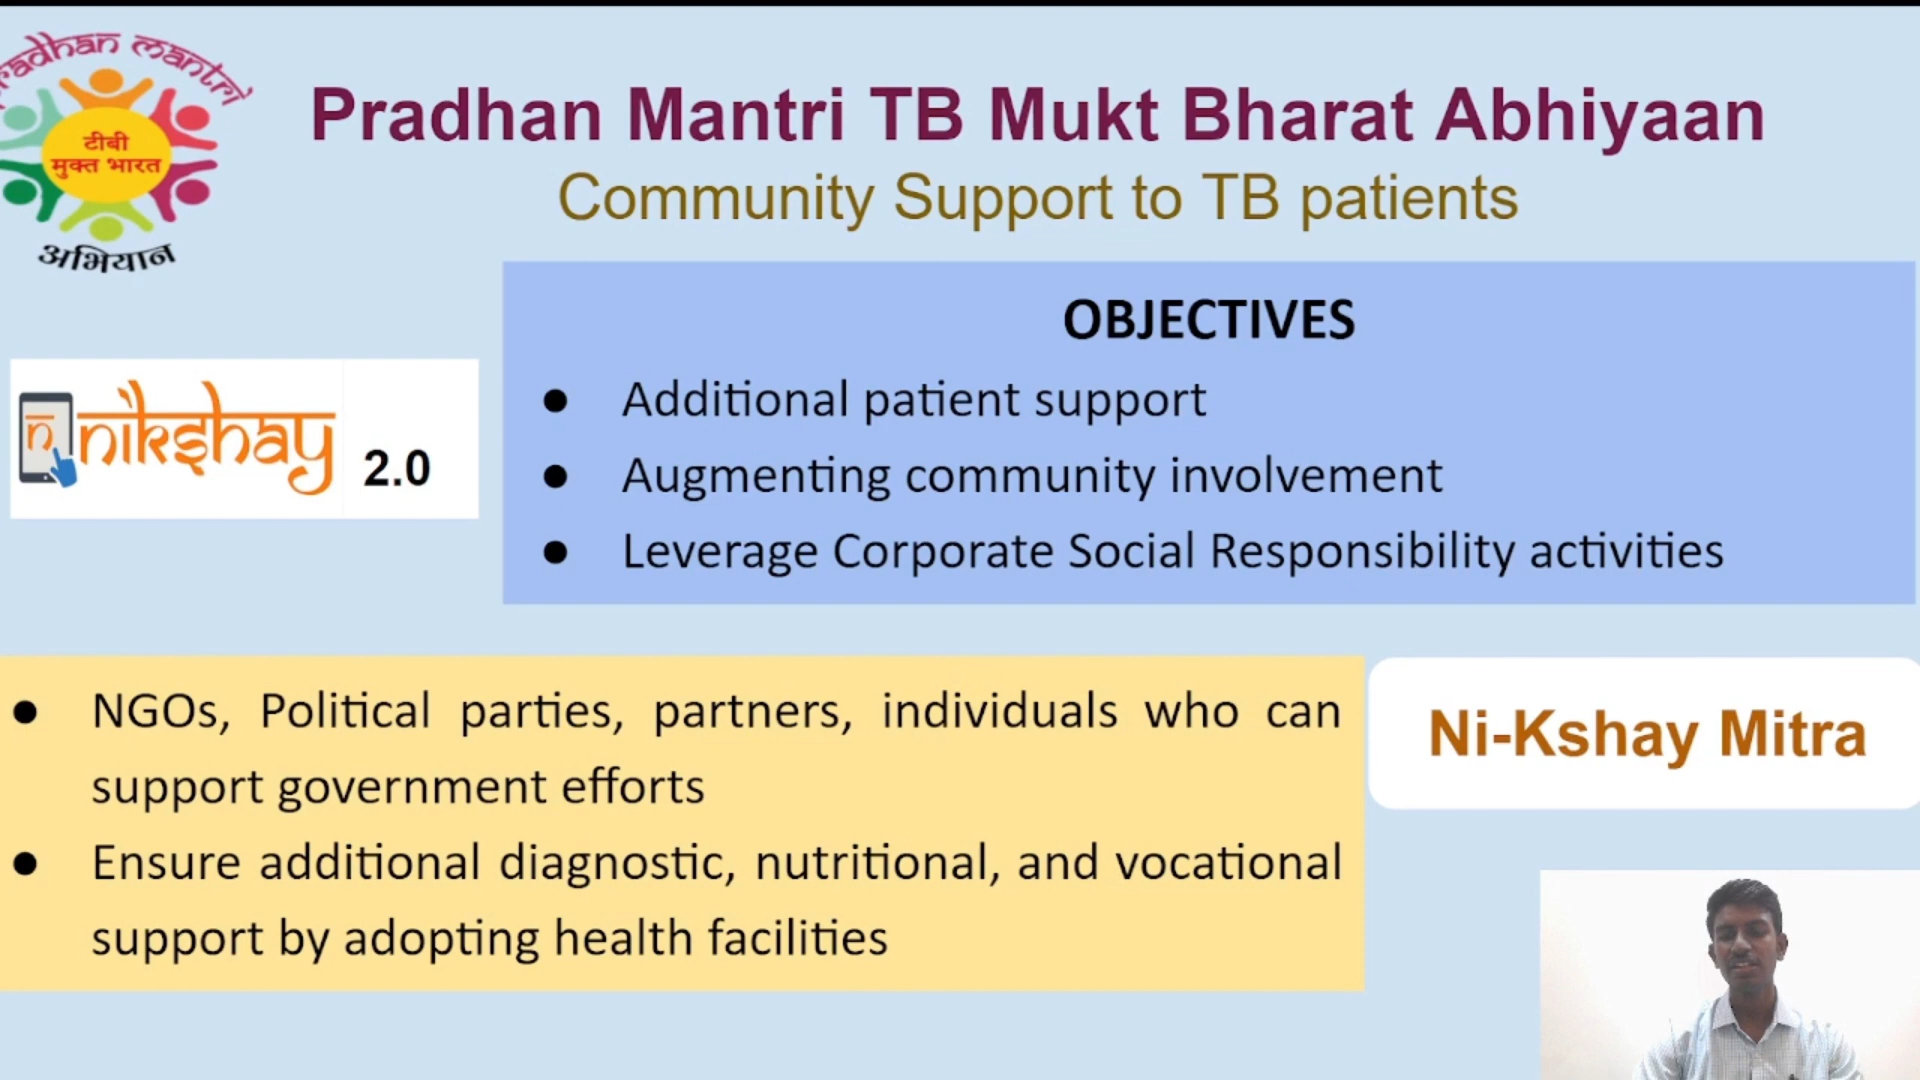 Pradhan Mantri TB Mukt Bharat Abhiyaan
Community Support to TB patients
टीबी
मुक्त भारत
अभियान
OBJECTIVES
● Additional patient support
● Augmenting community involvement
● Leverage Corporate Social Responsibility activities
n nikshay 2.0
● NGOs, Political parties, partners, individuals who can
support government efforts
● Ensure additional diagnostic, nutritional, and vocational
support by adopting health facilities
Ni-Kshay Mitra